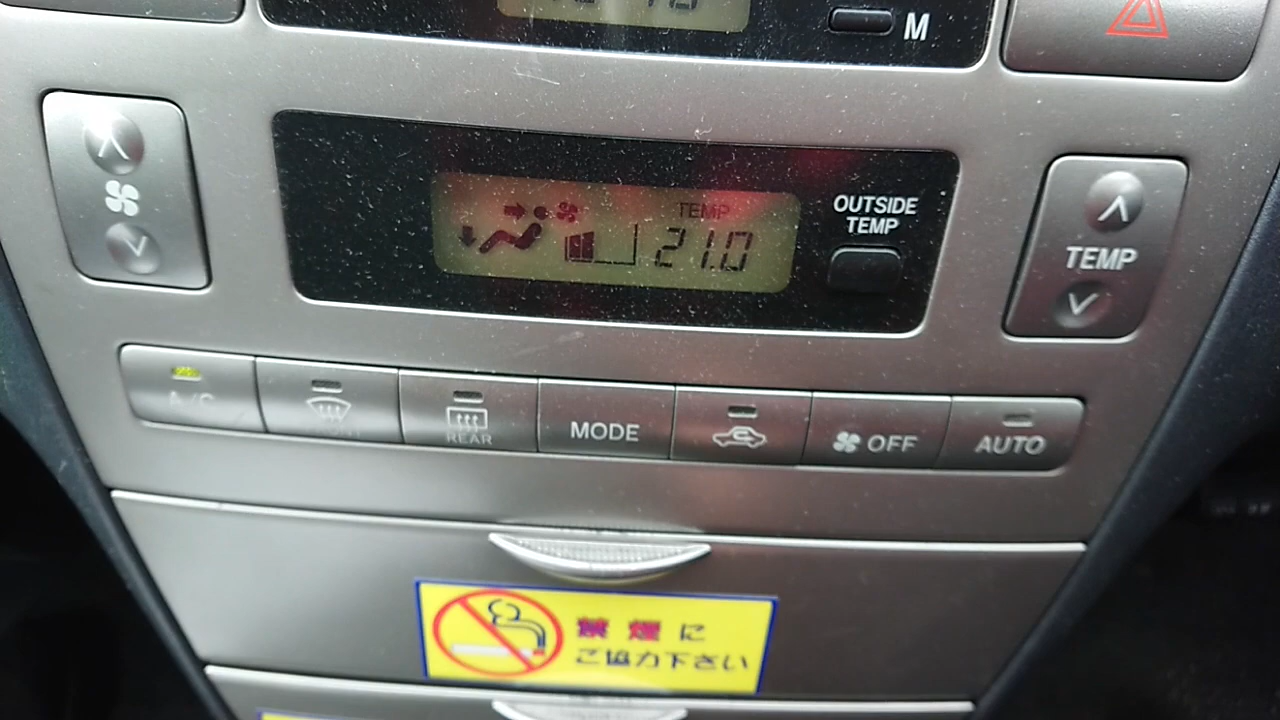 M
OUTSIDE
TEMP
TEMP
21.0
TEMP
A/C
REAR
MODE
OFF
AUTO
禁煙に
ご協力下さい